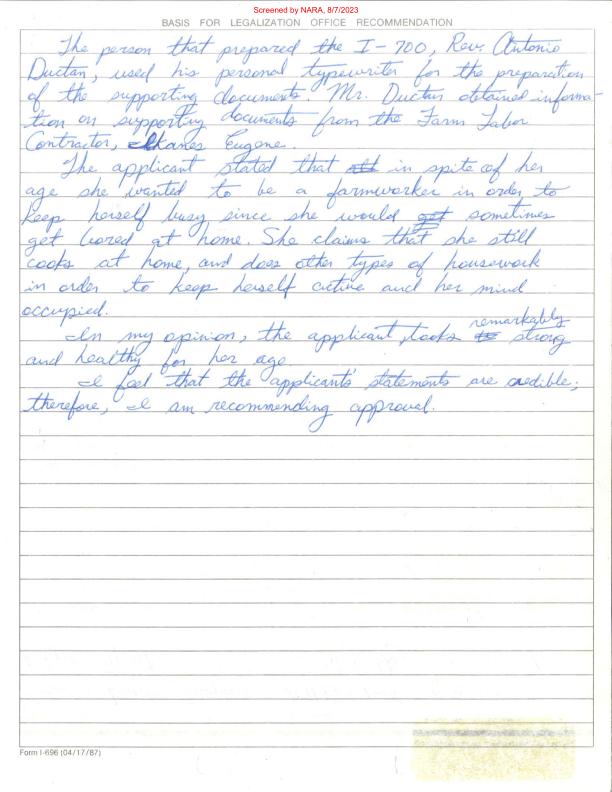 Screened by NARA, 8/7/2023
BASIS FOR LEGALIZATION OFFICE RECOMMENDATION
The person that prepared the I-700, Rev. Antonio
Ductan, used his personal typewriter for the preparation
of the supporting documents. Mr. Ductan obtained informa-
tion on supporting documents from the Farm Labor
Contractor, Elkanes Eugene.
The applicant stated that in spite of her
age she wanted to be a farmworker in order to
keep herself busy since she would get sometimes
get bored at home. She claims that she still
cooks at home, and does other types of housework
in order to keep herself active and her mind
occupied.
In my opinion, the applicant, looks remarkably strong
and healthy for her age
I feel that the applicant's statements are credible;
therefore, I am recommending approval.
Form I-696 (04/17/87)